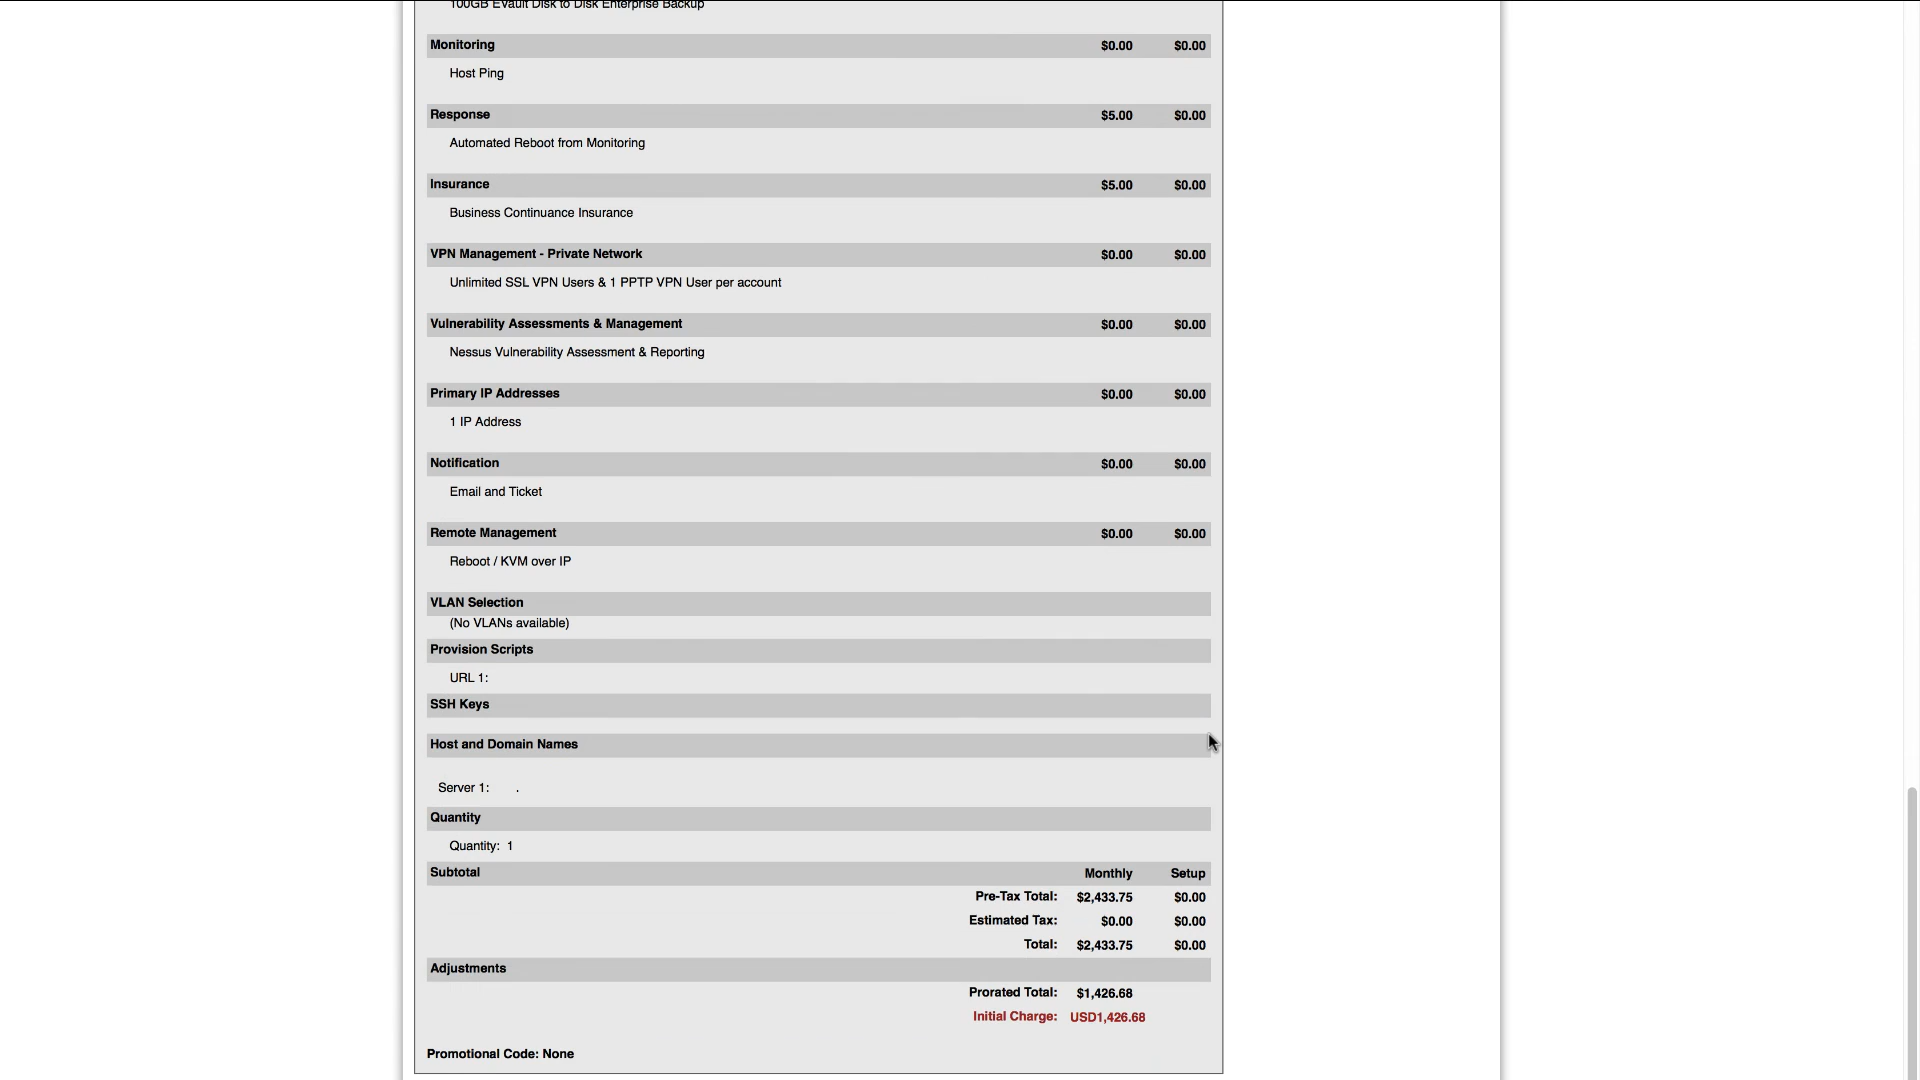 100GB EVault Disk to Disk Enterprise Backup
Monitoring $0.00 $0.00
Host Ping
Response $5.00 $0.00
Automated Reboot from Monitoring
Insurance $5.00 $0.00
Business Continuance Insurance
VPN Management - Private Network $0.00 $0.00
Unlimited SSL VPN Users & 1 PPTP VPN User per account
Vulnerability Assessments & Management $0.00 $0.00
Nessus Vulnerability Assessment & Reporting
Primary IP Addresses $0.00 $0.00
1 IP Address
Notification $0.00 $0.00
Email and Ticket
Remote Management $0.00 $0.00
Reboot / KVM over IP
VLAN Selection
(No VLANs available)
Provision Scripts
URL 1:
SSH Keys
Host and Domain Names
Server 1: .
Quantity
Quantity: 1
Subtotal Monthly Setup
Pre-Tax Total: $2,433.75 $0.00
Estimated Tax: $0.00 $0.00
Total: $2,433.75 $0.00
Adjustments
Prorated Total: $1,426.68
Initial Charge: USD1,426.68
Promotional Code: None